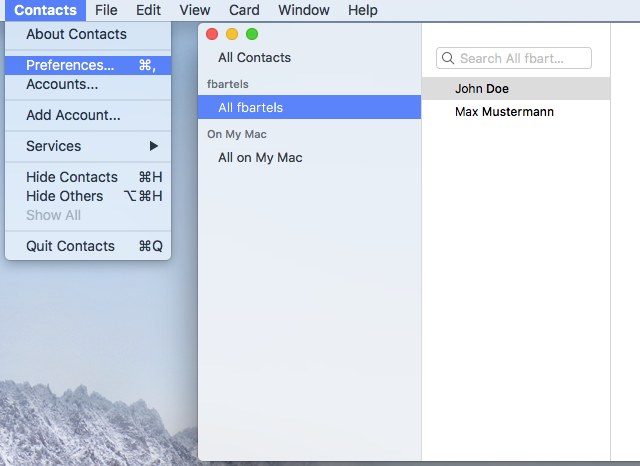 Contacts File Edit View Card Window Help
About Contacts
Preferences... ⌘,
Accounts...
Add Account...
Services ▶
Hide Contacts ⌘H
Hide Others ⌥⌘H
Show All
Quit Contacts ⌘Q
All Contacts
fbartels
All fbartels
On My Mac
All on My Mac
Search All fbart...
John Doe
Max Mustermann